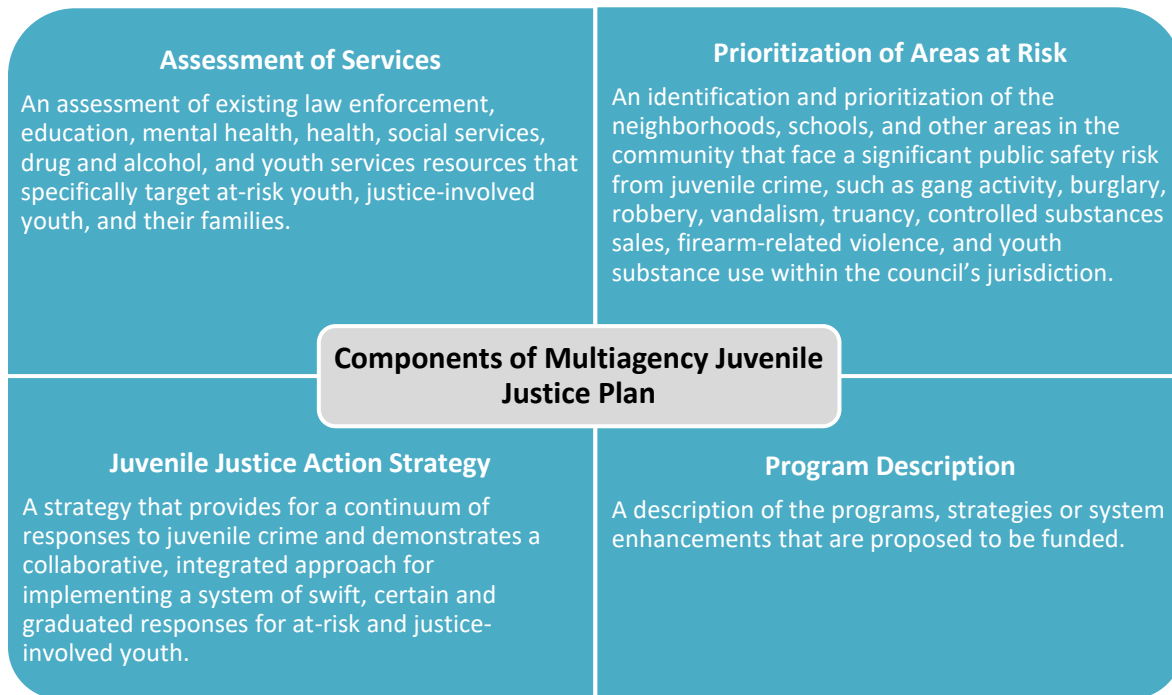 Assessment of Services
An assessment of existing law enforcement,
education, mental health, health, social services,
drug and alcohol, and youth services resources that
specifically target at-risk youth, justice-involved
youth, and their families.
Prioritization of Areas at Risk
An identification and prioritization of the
neighborhoods, schools, and other areas in the
community that face a significant public safety risk
from juvenile crime, such as gang activity, burglary,
robbery, vandalism, truancy, controlled substances
sales, firearm-related violence, and youth
substance use within the council’s jurisdiction.
Components of Multiagency Juvenile
Justice Plan
Juvenile Justice Action Strategy
A strategy that provides for a continuum of
responses to juvenile crime and demonstrates a
collaborative, integrated approach for
implementing a system of swift, certain and
graduated responses for at-risk and justice-
involved youth.
Program Description
A description of the programs, strategies or system
enhancements that are proposed to be funded.